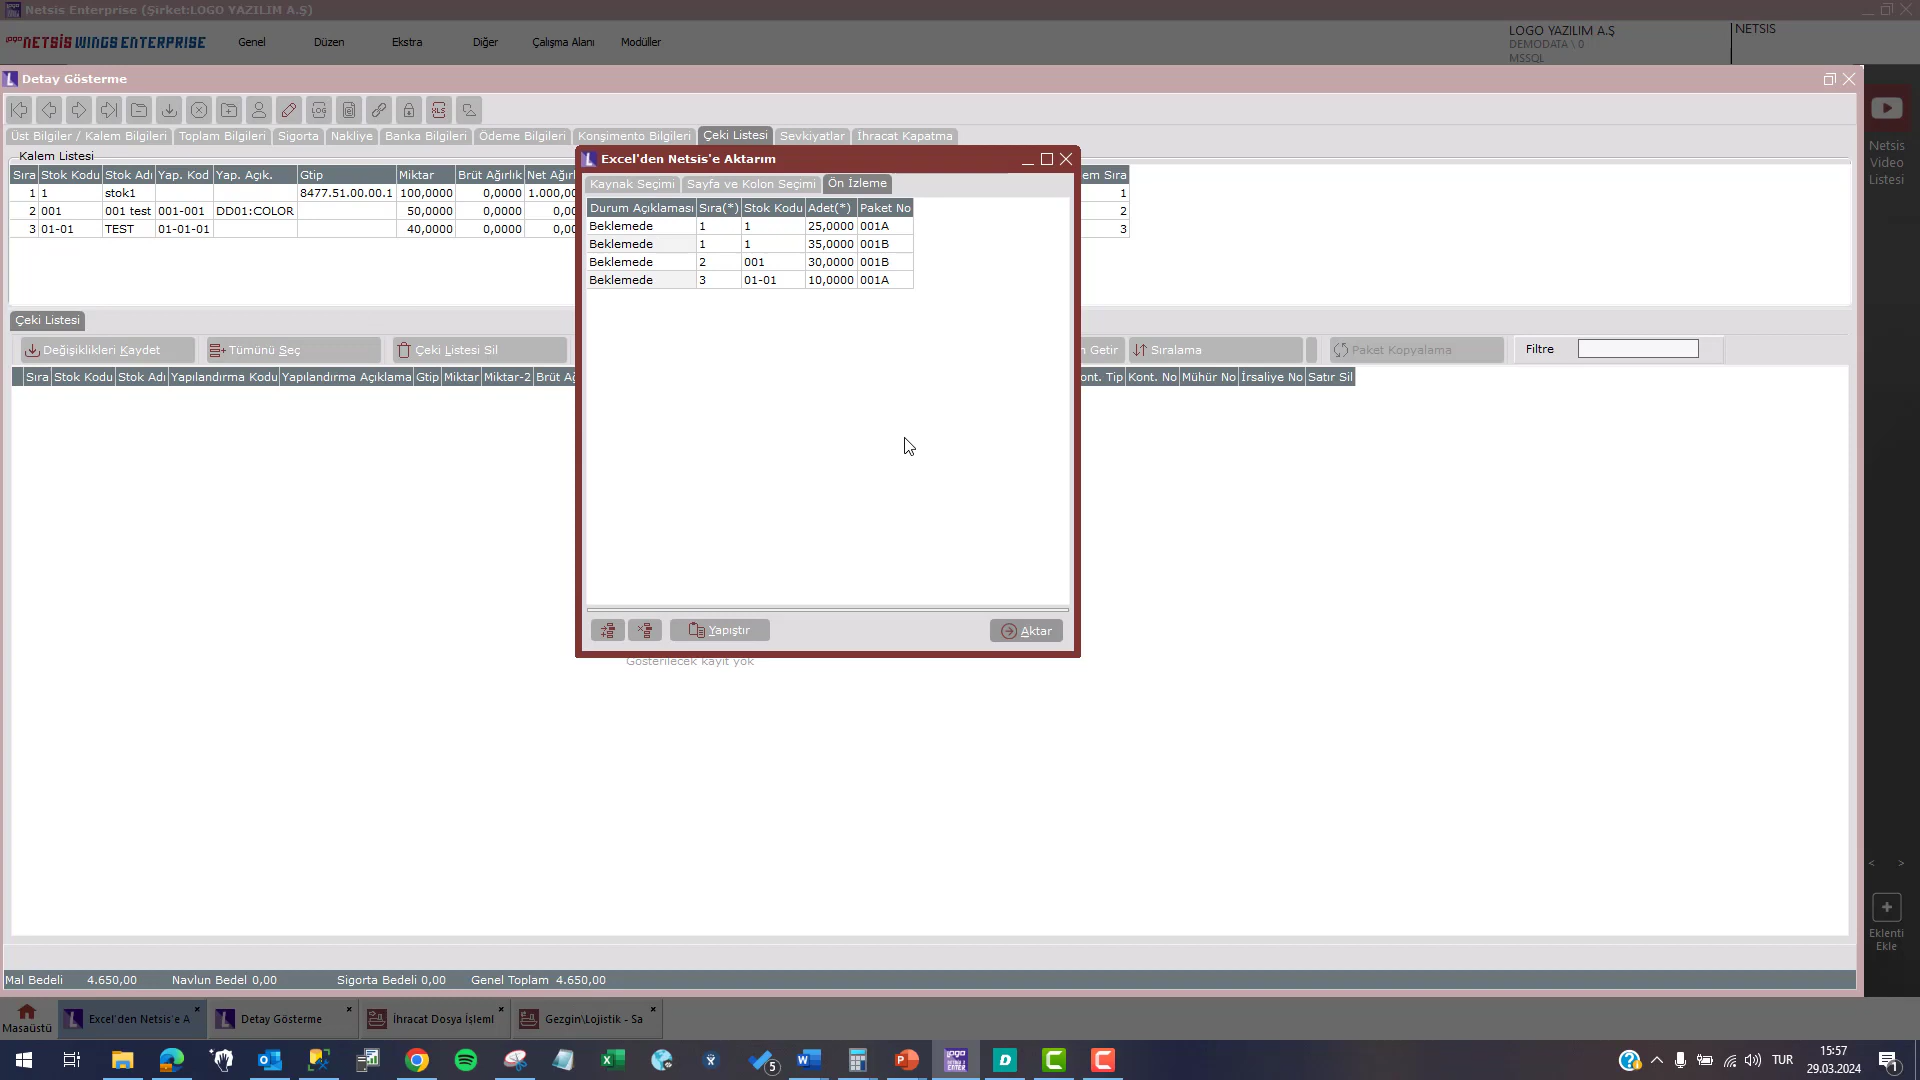 Netsis Enterprise (Şirket:LOGO YAZILIM A.Ş)
logo NETSİS WINGS ENTERPRISE Genel Düzen Ekstra Diğer Çalışma Alanı Modüller
LOGO YAZILIM A.Ş NETSIS
DEMODATA \ 0
MSSQL
Detay Gösterme
Üst Bilgiler / Kalem Bilgileri Toplam Bilgileri Sigorta Nakliye Banka Bilgileri Ödeme Bilgileri Konşimento Bilgileri Çeki Listesi Sevkiyatlar İhracat Kapatma
Kalem Listesi
Sıra Stok Kodu Stok Adı Yap. Kod Yap. Açık. Gtip Miktar Brüt Ağırlık Net Ağırl em Sıra
1 1 stok1 8477.51.00.00.1 100,0000 0,0000 1.000,00 1
2 001 001 test 001-001 DD01:COLOR 50,0000 0,0000 0,00 2
3 01-01 TEST 01-01-01 40,0000 0,0000 0,00 3
Excel'den Netsis'e Aktarım
Kaynak Seçimi Sayfa ve Kolon Seçimi Ön İzleme
Durum Açıklaması Sıra(*) Stok Kodu Adet(*) Paket No
Beklemede 1 1 25,0000 001A
Beklemede 1 1 35,0000 001B
Beklemede 2 001 30,0000 001B
Beklemede 3 01-01 10,0000 001A
Yapıştır Aktar
Çeki Listesi
Değişiklikleri Kaydet Tümünü Seç Çeki Listesi Sil n Getir Sıralama Paket Kopyalama Filtre
Sıra Stok Kodu Stok Adı Yapılandırma Kodu Yapılandırma Açıklama Gtip Miktar Miktar-2 Brüt Ağ ont. Tip Kont. No Mühür No İrsaliye No Satır Sil
Gösterilecek kayıt yok
Netsis
Video
Listesi
< >
Eklenti
Ekle
Mal Bedeli 4.650,00 Navlun Bedel 0,00 Sigorta Bedeli 0,00 Genel Toplam 4.650,00
Masaüstü Excel'den Netsis'e A Detay Gösterme İhracat Dosya İşleml Gezgin\Lojistik - Sa
5
TUR
15:57
29.03.2024
1